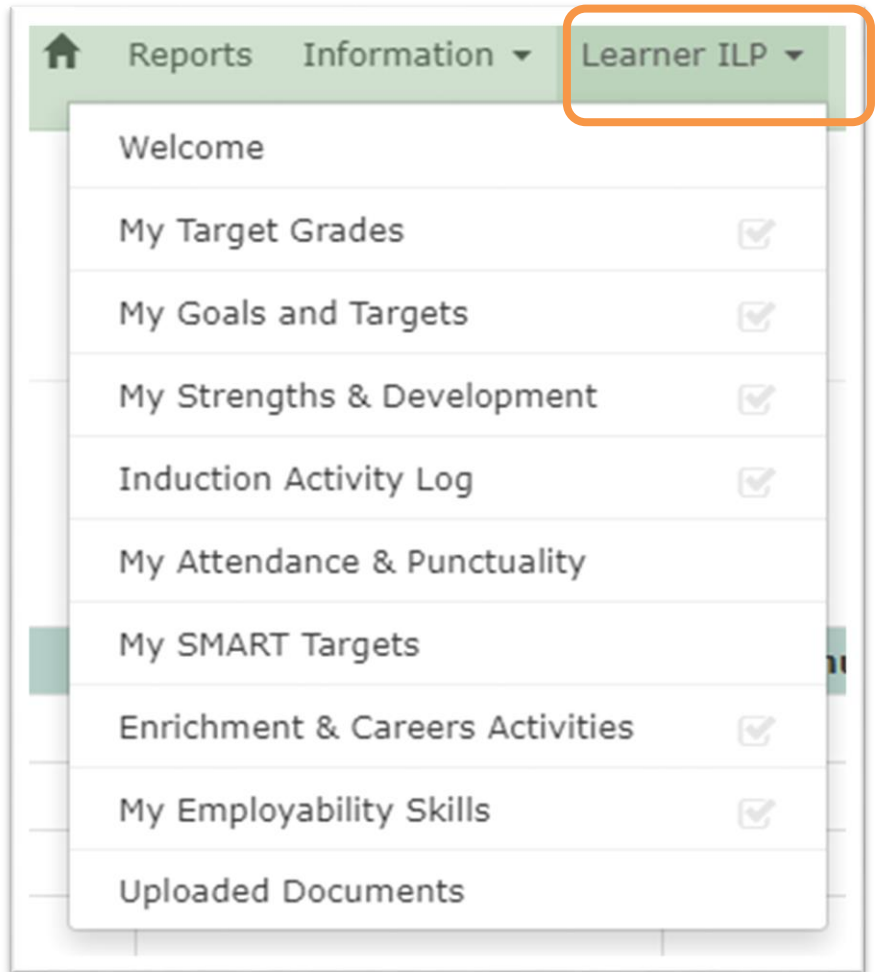 Reports Information Learner ILP
Welcome
My Target Grades
My Goals and Targets
My Strengths & Development
Induction Activity Log
My Attendance & Punctuality
My SMART Targets
Enrichment & Careers Activities
My Employability Skills
Uploaded Documents